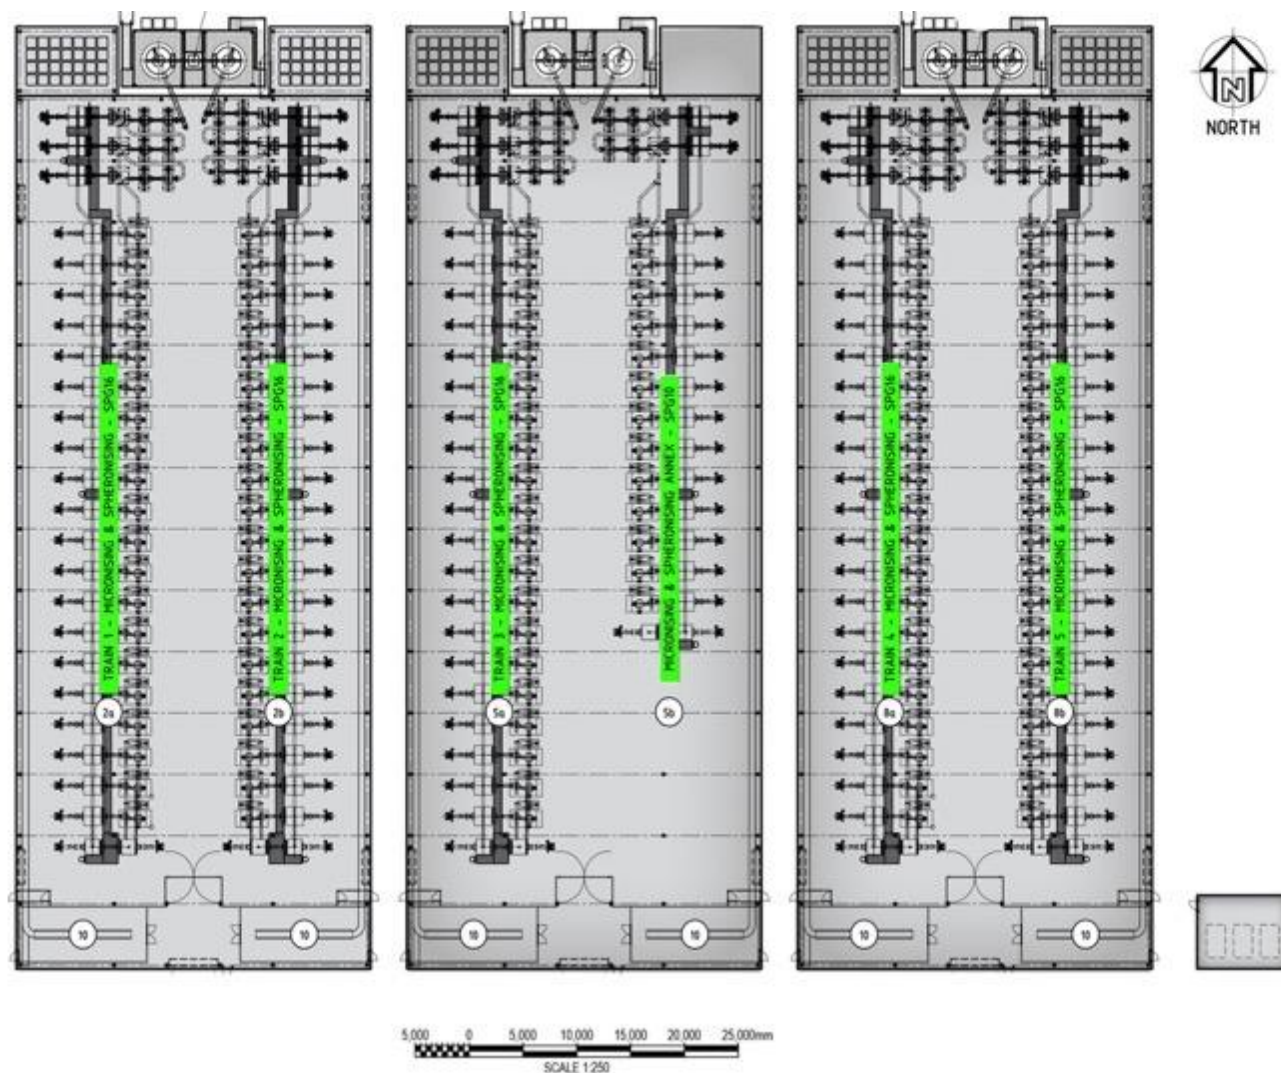 N
NORTH
TRAIN 1 - MICRONISING & SPHERONISING - SPG16
TRAIN 2 - MICRONISING & SPHERONISING - SPG16
TRAIN 3 - MICRONISING & SPHERONISING - SPG16
MICRONISING & SPHERONISING ANNEX - SPG10
TRAIN 4 - MICRONISING & SPHERONISING - SPG16
TRAIN 5 - MICRONISING & SPHERONISING - SPG16
2a
2b
5a
5b
8a
8b
10
10
10
10
10
10
5,000 0 5,000 10,000 15,000 20,000 25,000mm
SCALE 1:250